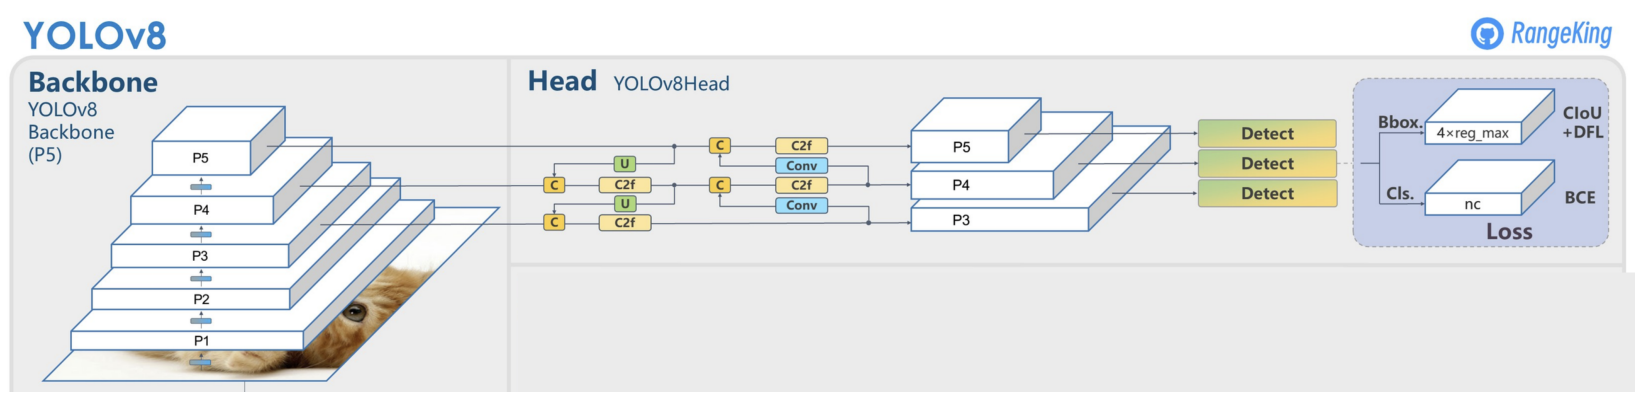 YOLOv8
RangeKing
Backbone
YOLOv8
Backbone
(P5)
P5
P4
P3
P2
P1
Head YOLOv8Head
C C2f
U Conv
C C2f C C2f
U Conv
C C2f
P5
P4
P3
Detect
Detect
Detect
Bbox.
4×reg_max
CIoU
+DFL
Cls.
nc
BCE
Loss